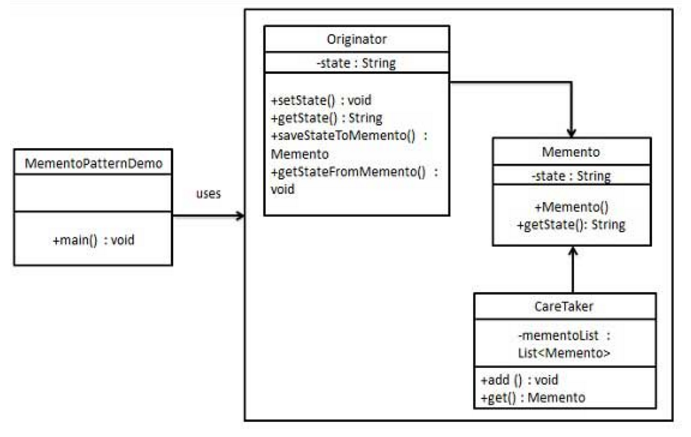 MementoPatternDemo
+main() : void
uses
Originator
-state : String
+setState() : void
+getState() : String
+saveStateToMemento() :
Memento
+getStateFromMemento() :
void
Memento
-state : String
+Memento()
+getState(): String
CareTaker
-mementoList :
List<Memento>
+add () : void
+get() : Memento